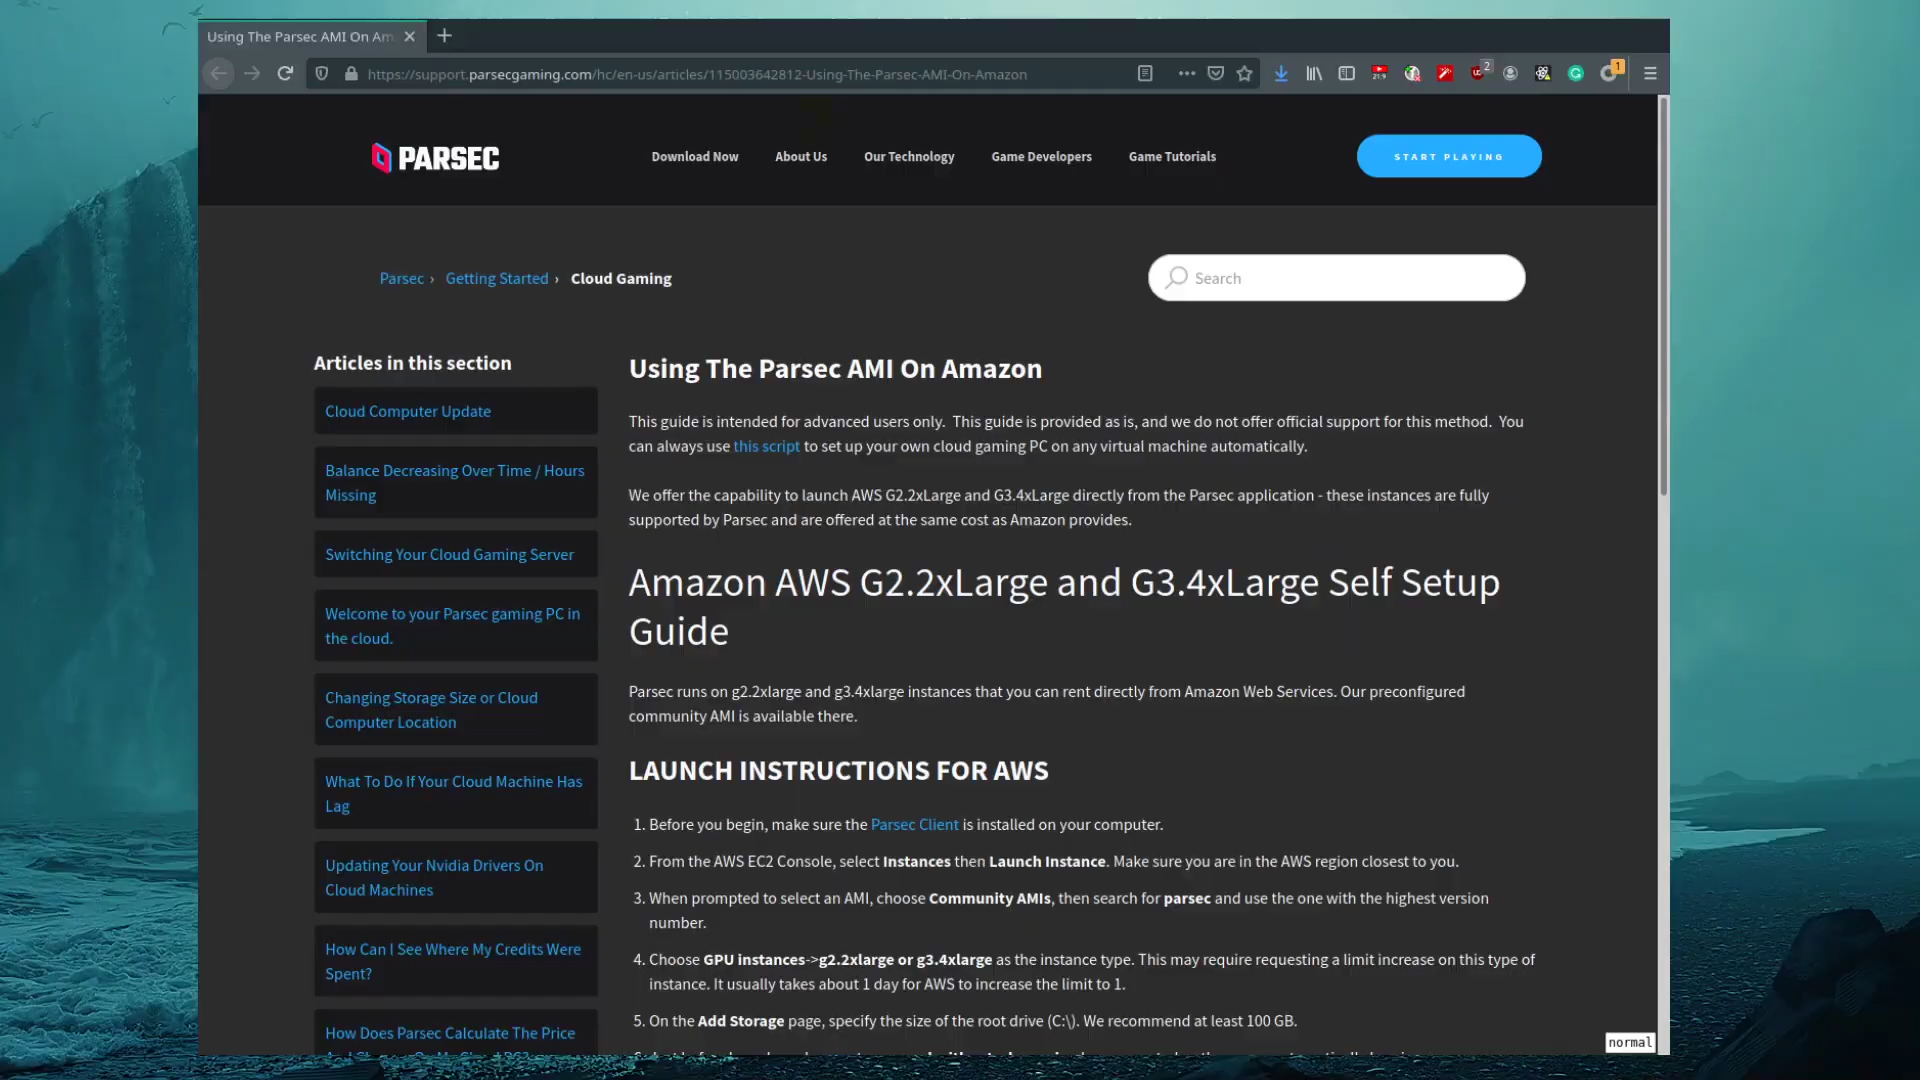 Using The Parsec AMI On Am
https://support.parsecgaming.com/hc/en-us/articles/115003642812-Using-The-Parsec-AMI-On-Amazon
21.9
2
1
PARSEC
Download Now
About Us
Our Technology
Game Developers
Game Tutorials
START PLAYING
Parsec › Getting Started › Cloud Gaming
Search
Articles in this section
Cloud Computer Update
Balance Decreasing Over Time / Hours
Missing
Switching Your Cloud Gaming Server
Welcome to your Parsec gaming PC in
the cloud.
Changing Storage Size or Cloud
Computer Location
What To Do If Your Cloud Machine Has
Lag
Updating Your Nvidia Drivers On
Cloud Machines
How Can I See Where My Credits Were
Spent?
How Does Parsec Calculate The Price
Using The Parsec AMI On Amazon
This guide is intended for advanced users only.  This guide is provided as is, and we do not offer official support for this method.  You
can always use this script to set up your own cloud gaming PC on any virtual machine automatically.
We offer the capability to launch AWS G2.2xLarge and G3.4xLarge directly from the Parsec application - these instances are fully
supported by Parsec and are offered at the same cost as Amazon provides.
Amazon AWS G2.2xLarge and G3.4xLarge Self Setup
Guide
Parsec runs on g2.2xlarge and g3.4xlarge instances that you can rent directly from Amazon Web Services. Our preconfigured
community AMI is available there.
LAUNCH INSTRUCTIONS FOR AWS
1. Before you begin, make sure the Parsec Client is installed on your computer.
2. From the AWS EC2 Console, select Instances then Launch Instance. Make sure you are in the AWS region closest to you.
3. When prompted to select an AMI, choose Community AMIs, then search for parsec and use the one with the highest version
number.
4. Choose GPU instances->g2.2xlarge or g3.4xlarge as the instance type. This may require requesting a limit increase on this type of
instance. It usually takes about 1 day for AWS to increase the limit to 1.
5. On the Add Storage page, specify the size of the root drive (C:\). We recommend at least 100 GB.
normal